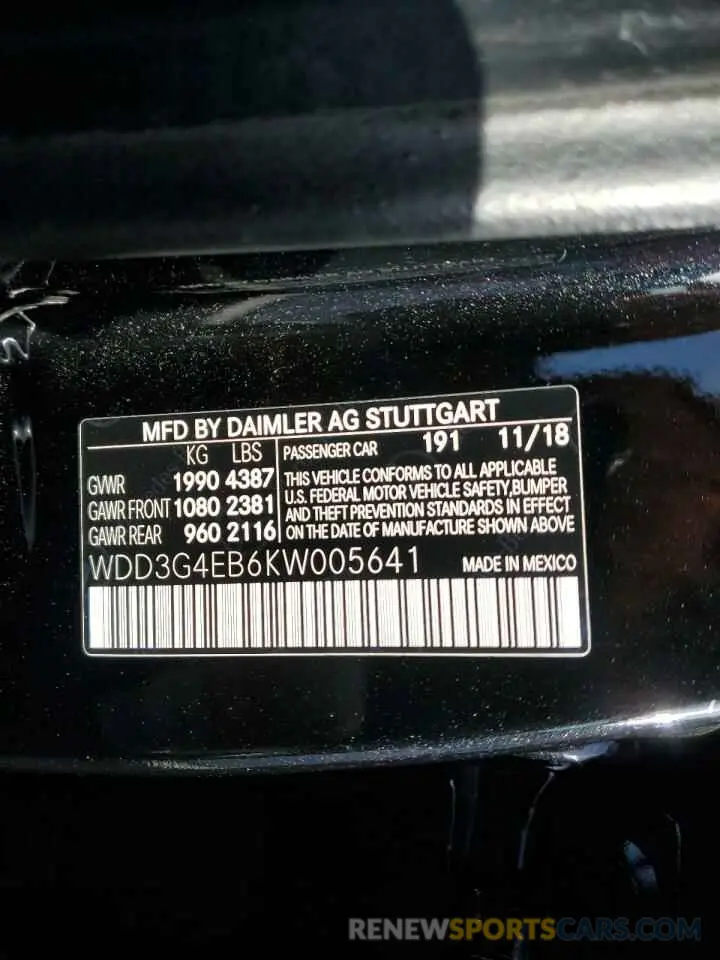 MFD BY DAIMLER AG STUTTGART
KG LBS
GVWR 1990 4387
GAWR FRONT 1080 2381
GAWR REAR 960 2116
PASSENGER CAR 191 11/18
THIS VEHICLE CONFORMS TO ALL APPLICABLE
U.S. FEDERAL MOTOR VEHICLE SAFETY, BUMPER
AND THEFT PREVENTION STANDARDS IN EFFECT
ON THE DATE OF MANUFACTURE SHOWN ABOVE
WDD3G4EB6KW005641 MADE IN MEXICO
RENEWSPORTSCARS.COM